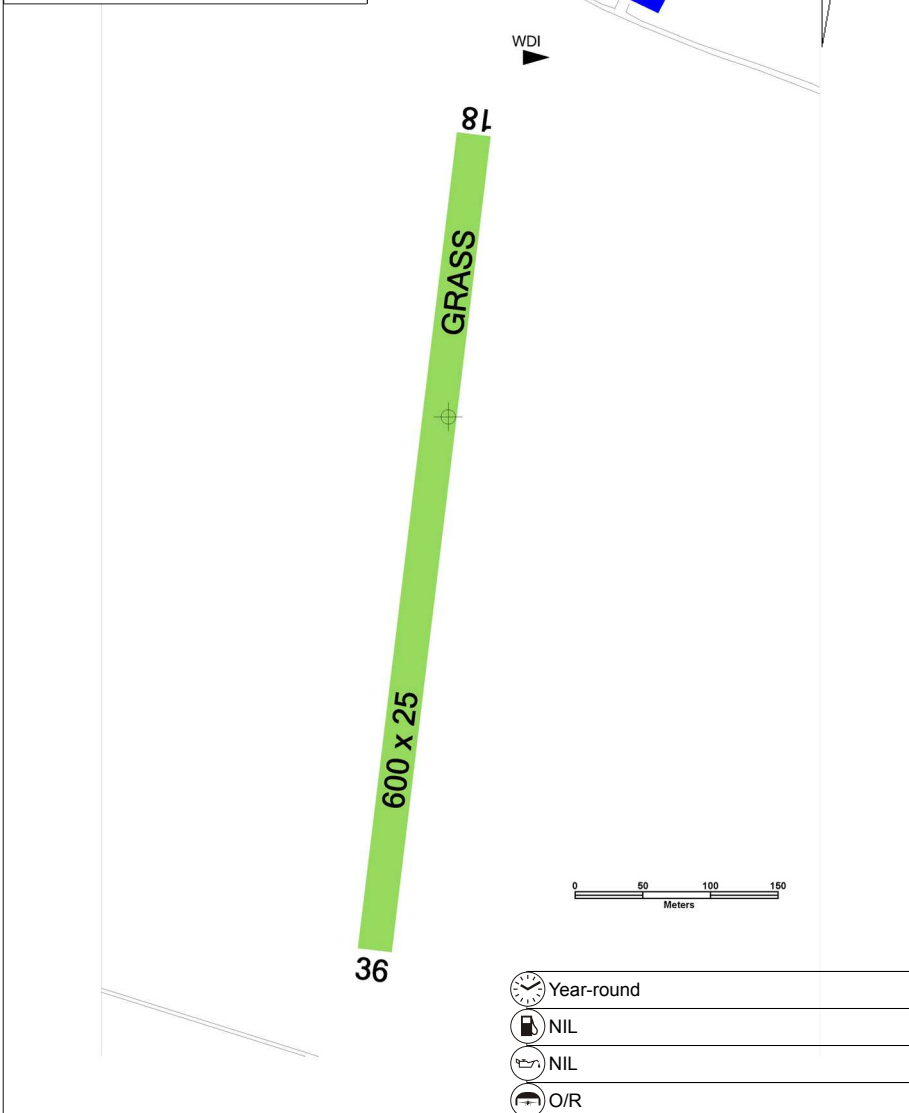 WDI
18
GRASS
600 x 25
0 50 100 150
Meters
36
Year-round
NIL
NIL
O/R